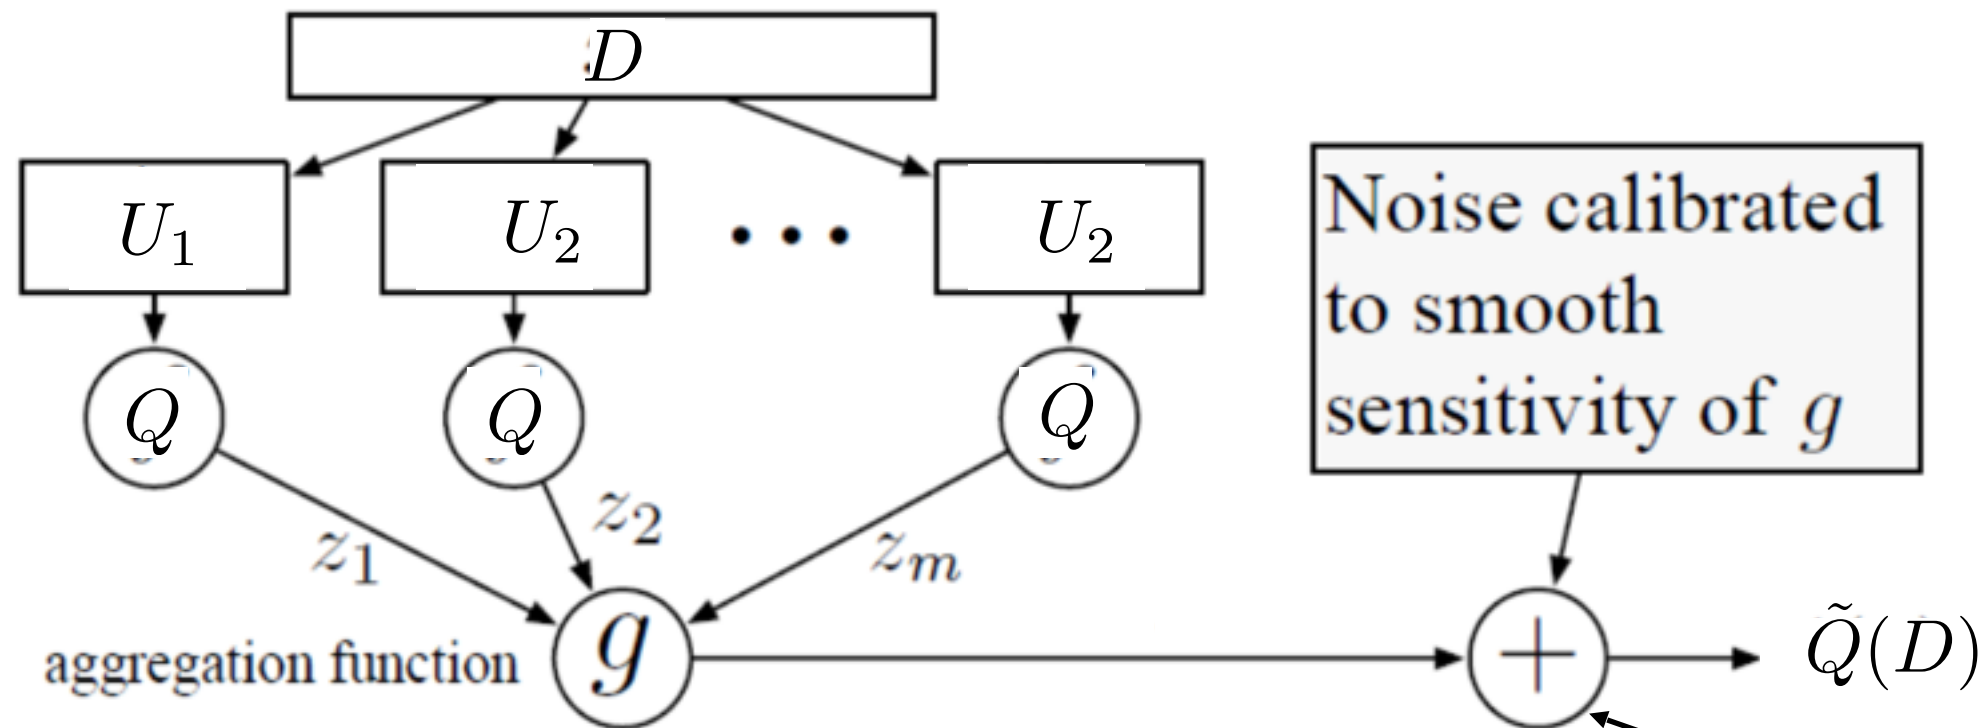 D
U₁ U₂ • • • U₂
Noise calibrated
to smooth
sensitivity of g
Q Q Q
z₁ z₂ zₘ
aggregation function g + Q̃(D)